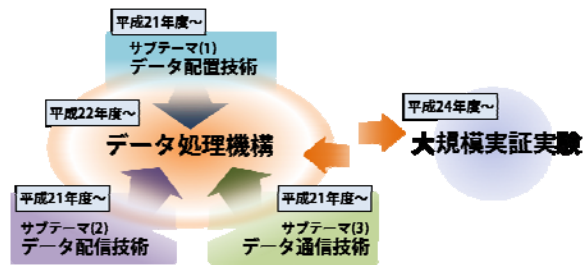 平成21年度～
サブテーマ(1)
データ配置技術
平成22年度～
データ処理機構
平成24年度～
大規模実証実験
平成21年度～
サブテーマ(2)
データ配信技術
平成21年度～
サブテーマ(3)
データ通信技術